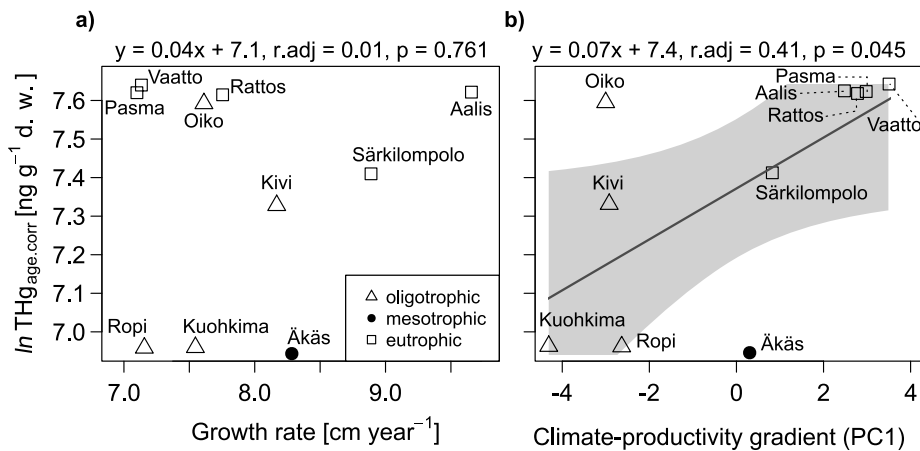 a)
y = 0.04x + 7.1, r.adj = 0.01, p = 0.761
ln THg age.corr [ng g⁻¹ d. w.]
7.6
7.5
7.4
7.3
7.2
7.1
7.0
Vaatto
Pasma
Rattos
Oiko
Aalis
Särkilompolo
Kivi
Ropi
Kuohkima
Äkäs
oligotrophic
mesotrophic
eutrophic
7.0 8.0 9.0
Growth rate [cm year⁻¹]
b)
y = 0.07x + 7.4, r.adj = 0.41, p = 0.045
Oiko
Pasma
Aalis
Rattos
Vaatto
Kivi
Särkilompolo
Kuohkima
Ropi
Äkäs
-4 -2 0 2 4
Climate-productivity gradient (PC1)